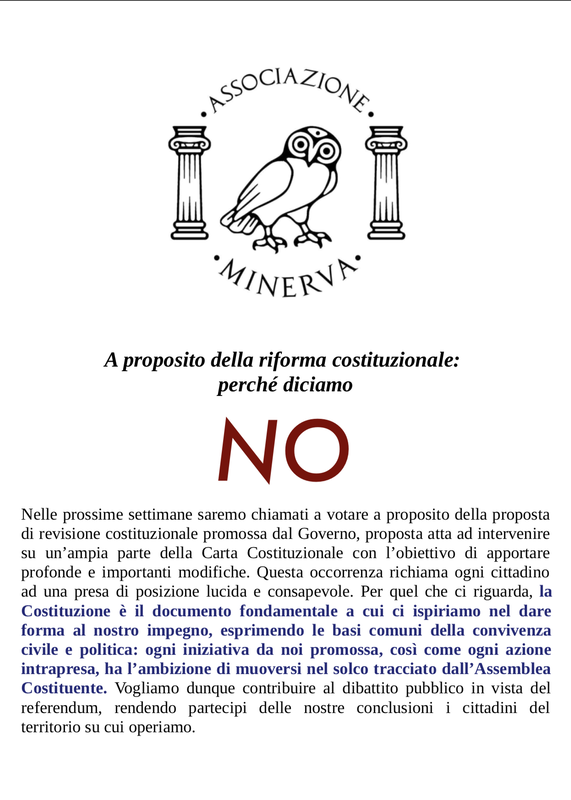 · ASSOCIAZIONE ·
· MINERVA ·
A proposito della riforma costituzionale:
perché diciamo
NO
Nelle prossime settimane saremo chiamati a votare a proposito della proposta
di revisione costituzionale promossa dal Governo, proposta atta ad intervenire
su un’ampia parte della Carta Costituzionale con l’obiettivo di apportare
profonde e importanti modifiche. Questa occorrenza richiama ogni cittadino
ad una presa di posizione lucida e consapevole. Per quel che ci riguarda, la
Costituzione è il documento fondamentale a cui ci ispiriamo nel dare
forma al nostro impegno, esprimendo le basi comuni della convivenza
civile e politica: ogni iniziativa da noi promossa, così come ogni azione
intrapresa, ha l’ambizione di muoversi nel solco tracciato dall’Assemblea
Costituente. Vogliamo dunque contribuire al dibattito pubblico in vista del
referendum, rendendo partecipi delle nostre conclusioni i cittadini del
territorio su cui operiamo.